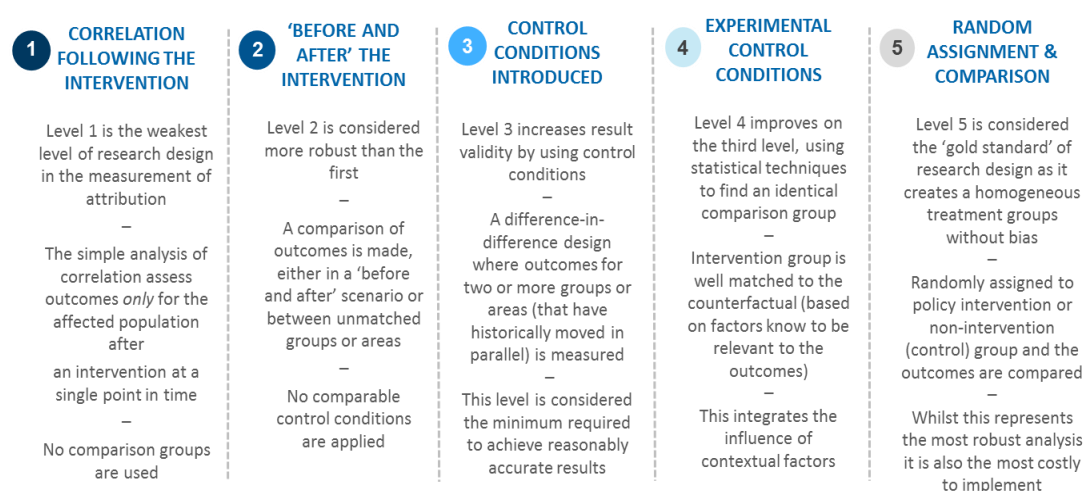 1
CORRELATION
FOLLOWING THE
INTERVENTION
Level 1 is the weakest
level of research design
in the measurement of
attribution
–
The simple analysis of
correlation assess
outcomes only for the
affected population
after
an intervention at a
single point in time
–
No comparison groups
are used
2
‘BEFORE AND
AFTER’ THE
INTERVENTION
Level 2 is considered
more robust than the
first
–
A comparison of
outcomes is made,
either in a ‘before
and after’ scenario or
between unmatched
groups or areas
–
No comparable
control conditions
are applied
3
CONTROL
CONDITIONS
INTRODUCED
Level 3 increases result
validity by using control
conditions
–
A difference-in-
difference design
where outcomes for
two or more groups or
areas (that have
historically moved in
parallel) is measured
–
This level is considered
the minimum required
to achieve reasonably
accurate results
4
EXPERIMENTAL
CONTROL
CONDITIONS
Level 4 improves on
the third level, using
statistical techniques
to find an identical
comparison group
–
Intervention group is
well matched to the
counterfactual (based
on factors know to be
relevant to the
outcomes)
–
This integrates the
influence of
contextual factors
5
RANDOM
ASSIGNMENT &
COMPARISON
Level 5 is considered
the ‘gold standard’ of
research design as it
creates a homogeneous
treatment groups
without bias
–
Randomly assigned to
policy intervention or
non-intervention
(control) group and the
outcomes are compared
–
Whilst this represents
the most robust analysis
it is also the most costly
to implement